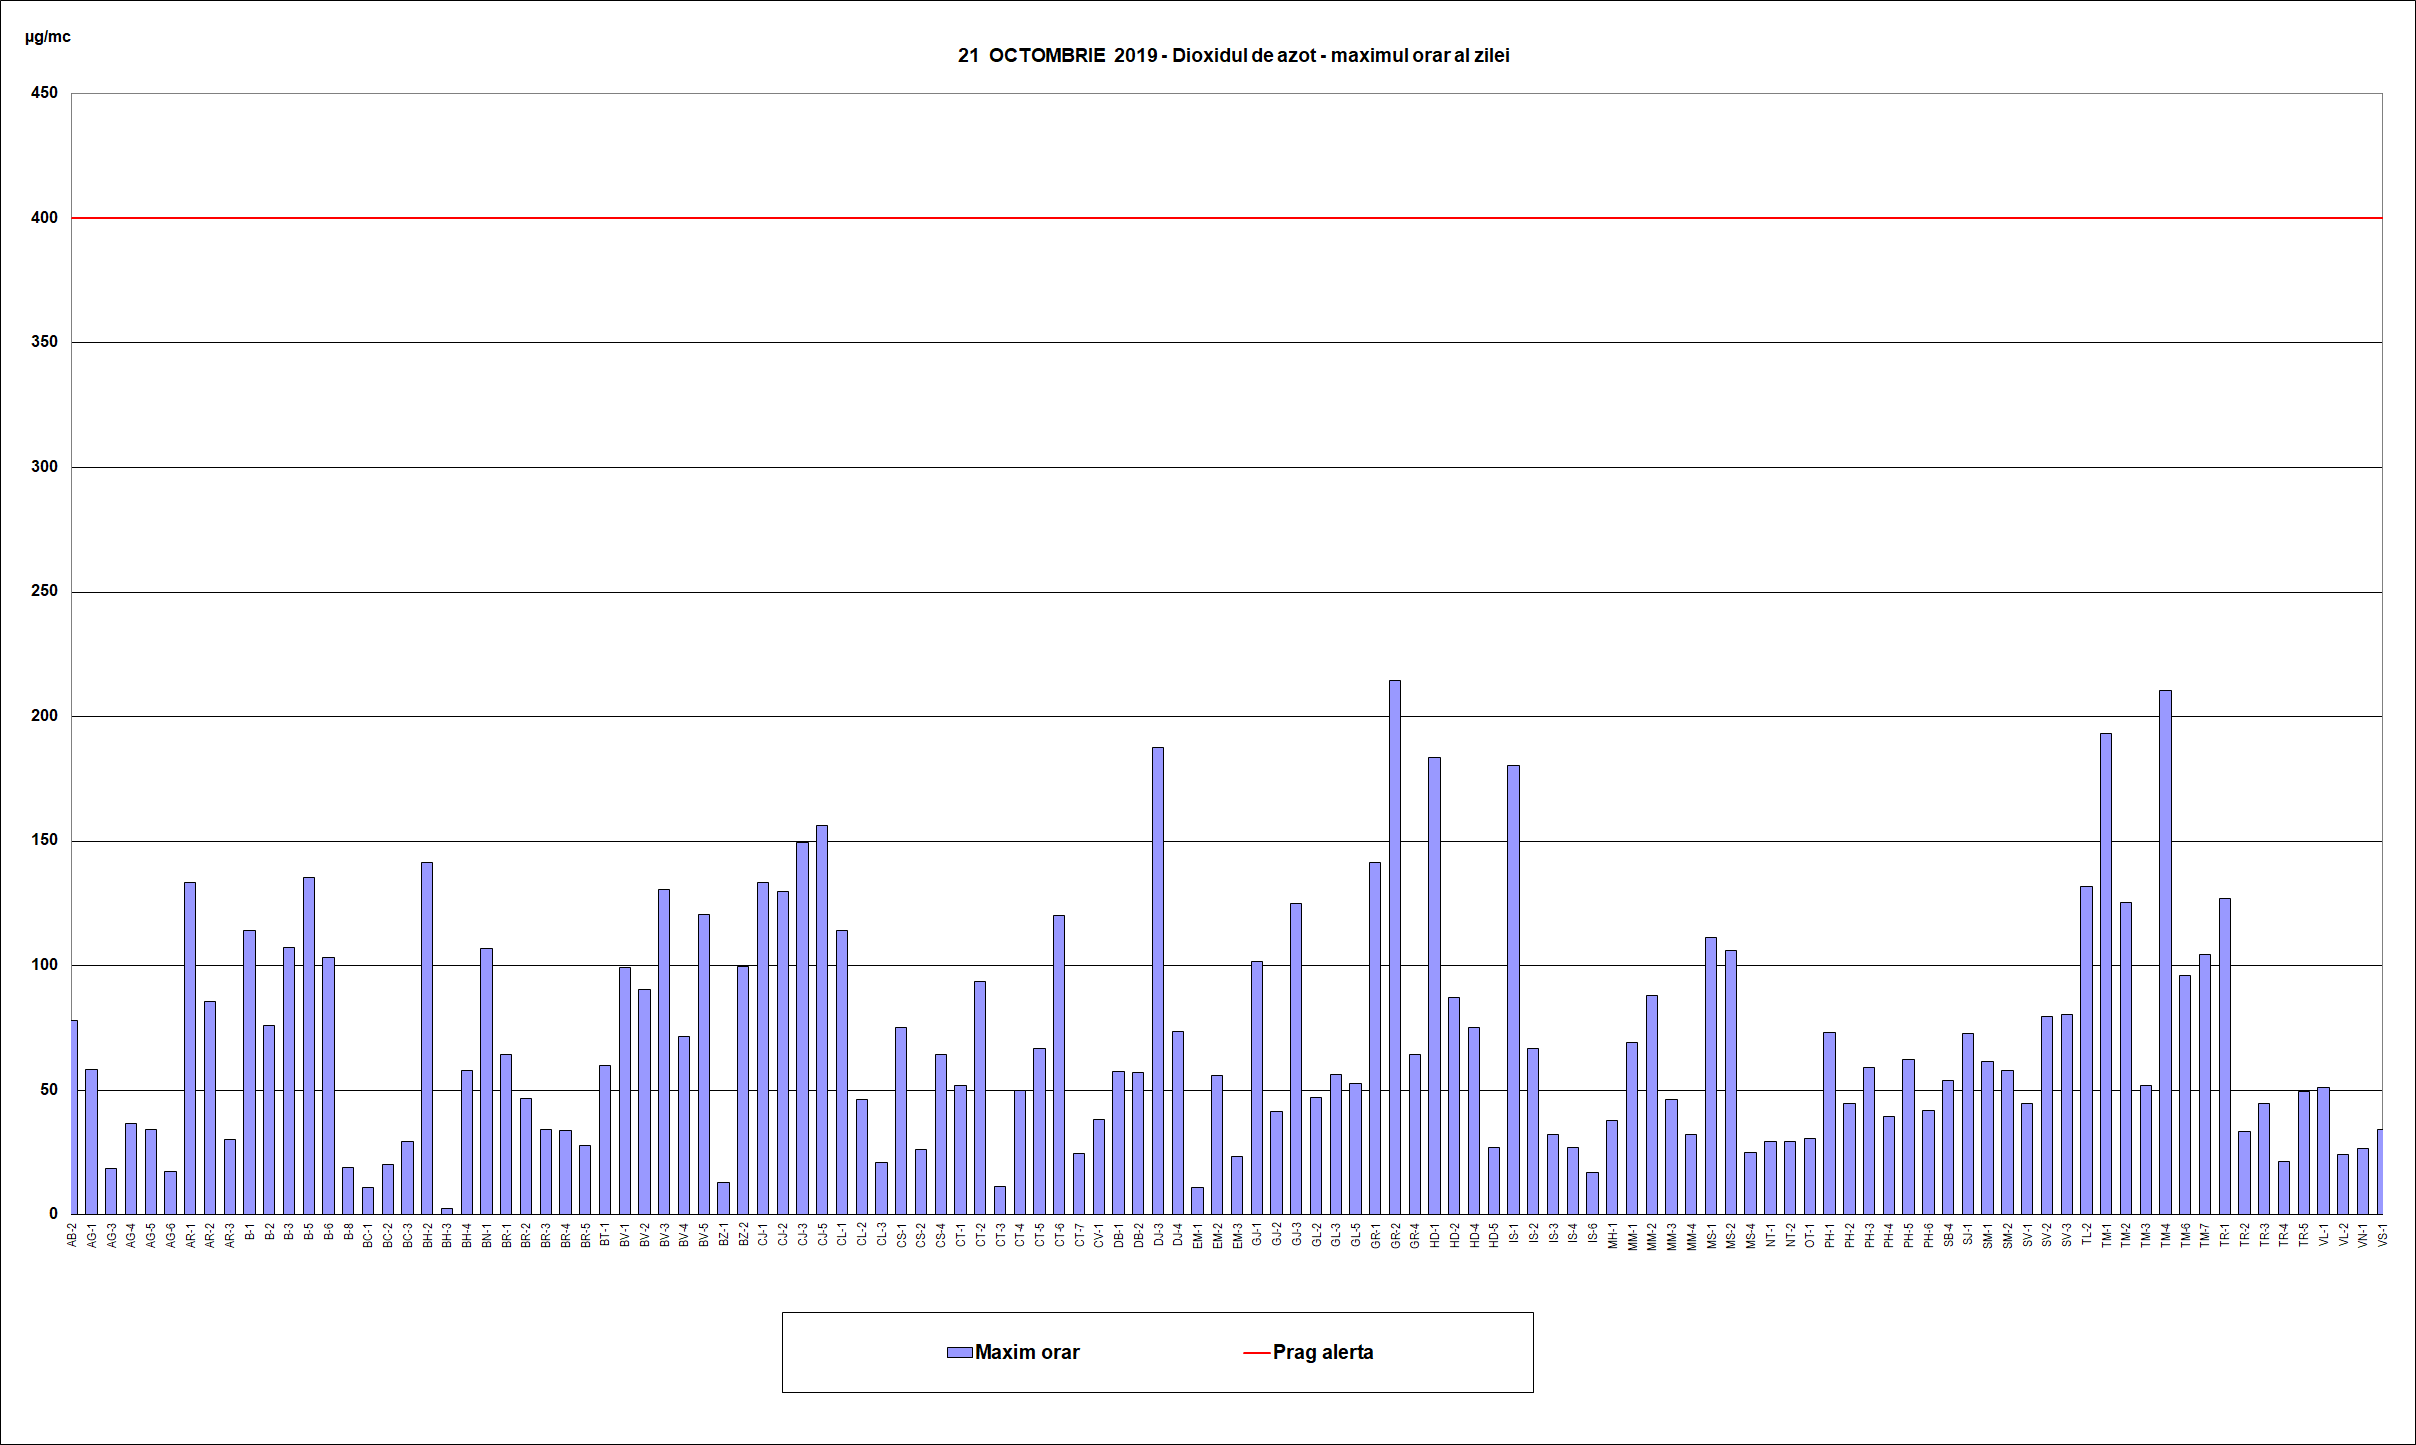 µg/mc
21 OCTOMBRIE 2019 - Dioxidul de azot - maximul orar al zilei
450
400
350
300
250
200
150
100
50
0
AB-2 AG-1 AG-3 AG-4 AG-5 AG-6 AR-1 AR-2 AR-3 B-1 B-2 B-3 B-5 B-6 B-8 BC-1 BC-2 BC-3 BH-2 BH-3 BH-4 BN-1 BR-1 BR-2 BR-3 BR-4 BR-5 BT-1 BV-1 BV-2 BV-3 BV-4 BV-5 BZ-1 BZ-2 CJ-1 CJ-2 CJ-3 CJ-5 CL-1 CL-2 CL-3 CS-1 CS-2 CS-4 CT-1 CT-2 CT-3 CT-4 CT-5 CT-6 CT-7 CV-1 DB-1 DB-2 DJ-3 DJ-4 EM-1 EM-2 EM-3 GJ-1 GJ-2 GJ-3 GL-2 GL-3 GL-5 GR-1 GR-2 GR-4 HD-1 HD-2 HD-4 HD-5 IS-1 IS-2 IS-3 IS-4 IS-6 MH-1 MM-1 MM-2 MM-3 MM-4 MS-1 MS-2 MS-4 NT-1 NT-2 OT-1 PH-1 PH-2 PH-3 PH-4 PH-5 PH-6 SB-4 SJ-1 SM-1 SM-2 SV-1 SV-2 SV-3 TL-2 TM-1 TM-2 TM-3 TM-4 TM-6 TM-7 TR-1 TR-2 TR-3 TR-4 TR-5 VL-1 VL-2 VN-1 VS-1
Maxim orar Prag alerta